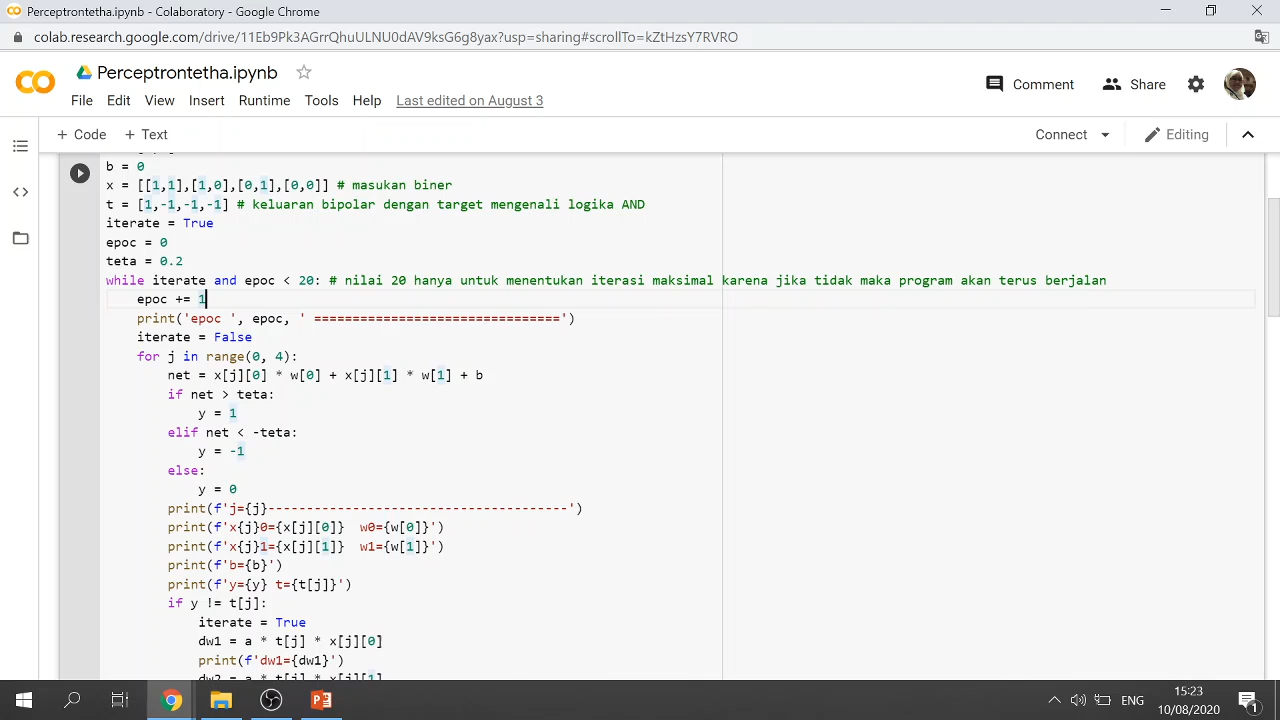 Perceptrontetha.ipynb - Colaboratory - Google Chrome
colab.research.google.com/drive/11Eb9Pk3AGrrQhuULNU0dAV9ksG6g8yax?usp=sharing#scrollTo=kZtHzsY7RVRO
Perceptrontetha.ipynb
Comment Share
File Edit View Insert Runtime Tools Help Last edited on August 3
+ Code + Text Connect Editing
b = 0
x = [[1,1],[1,0],[0,1],[0,0]] # masukan biner
t = [1,-1,-1,-1] # keluaran bipolar dengan target mengenali logika AND
iterate = True
epoc = 0
teta = 0.2
while iterate and epoc < 20: # nilai 20 hanya untuk menentukan iterasi maksimal karena jika tidak maka program akan terus berjalan
epoc += 1
print('epoc ', epoc, ' ================================')
iterate = False
for j in range(0, 4):
net = x[j][0] * w[0] + x[j][1] * w[1] + b
if net > teta:
y = 1
elif net < -teta:
y = -1
else:
y = 0
print(f'j={j}---------------------------------------')
print(f'x{j}0={x[j][0]}  w0={w[0]}')
print(f'x{j}1={x[j][1]}  w1={w[1]}')
print(f'b={b}')
print(f'y={y} t={t[j]}')
if y != t[j]:
iterate = True
dw1 = a * t[j] * x[j][0]
print(f'dw1={dw1}')
dw2 = a * t[j] * x[j][1]
ENG
15:23
10/08/2020
1